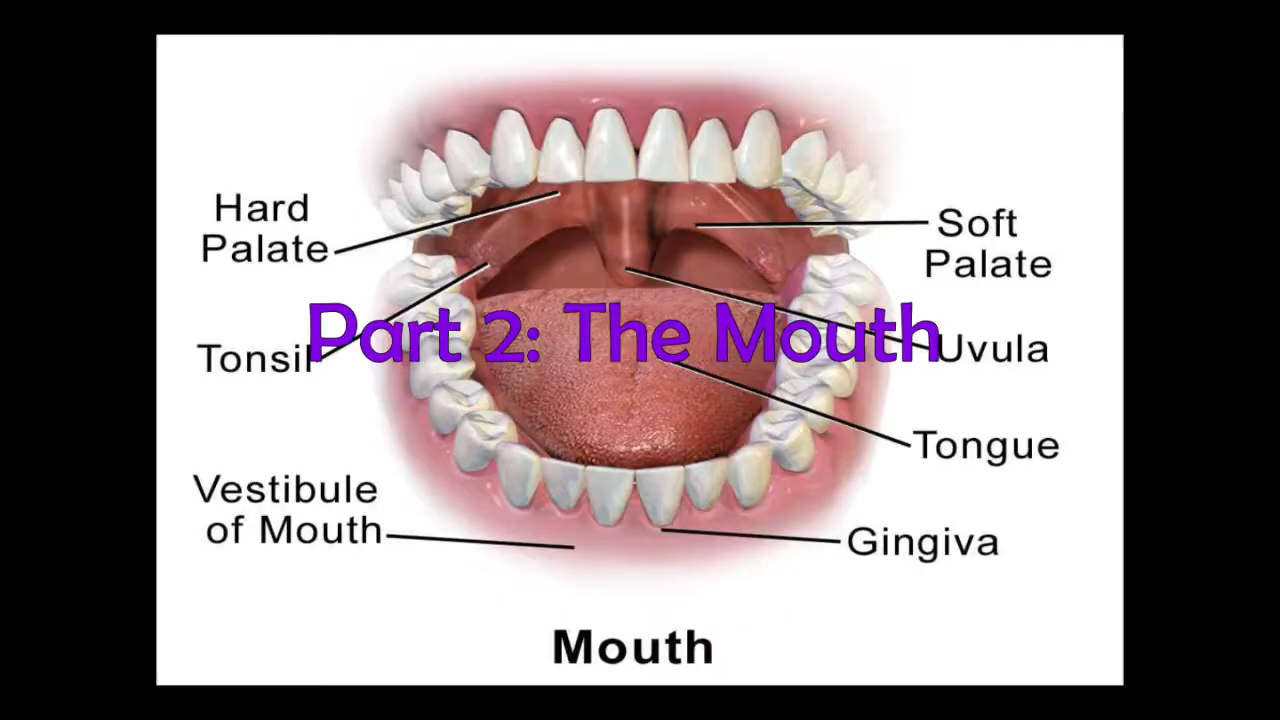 Hard
Palate
Soft
Palate
Part 2: The Mouth
Tonsil
Uvula
Tongue
Vestibule
of Mouth
Gingiva
Mouth